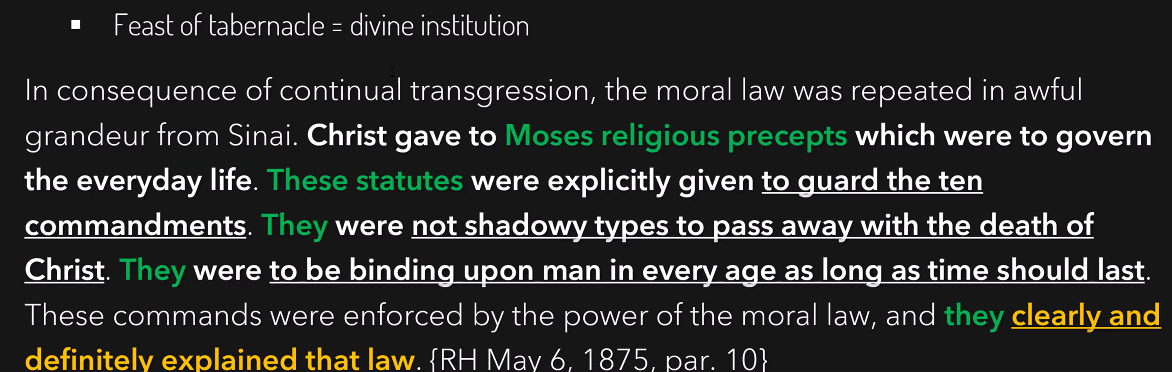 ▪ Feast of tabernacle = divine institution
In consequence of continual transgression, the moral law was repeated in awful
grandeur from Sinai. Christ gave to Moses religious precepts which were to govern
the everyday life. These statutes were explicitly given to guard the ten
commandments. They were not shadowy types to pass away with the death of
Christ. They were to be binding upon man in every age as long as time should last.
These commands were enforced by the power of the moral law, and they clearly and
definitely explained that law. {RH May 6, 1875, par. 10}